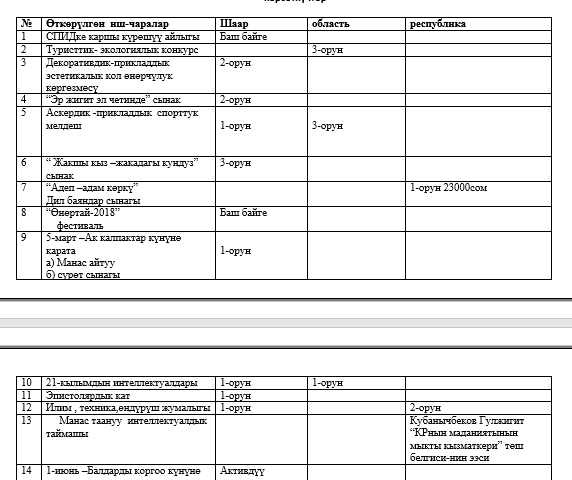 № Өткөрүлгөн иш-чаралар Шаар область республика
1 СПИДке каршы күрөшүү айлыгы Баш байге
2 Туристтик- экологиялык конкурс 3-орун
3 Декоративдик-прикладдык 2-орун
эстетикалык кол өнөрчүлүк
көргөзмөсү
4 “Эр жигит эл четинде” сынак 2-орун
5 Аскердик -прикладдык спорттук
мелдеш 1-орун 3-орун
6 “ Жакшы кыз –жакадагы кундуз” 3-орун
сынак
7 “Адеп –адам көркү” 1-орун 23000сом
Дил баяндар сынагы
8 “Өнөртай-2018” Баш байге
фестиваль
9 5-март –Ак калпактар күнүнө
карата 1-орун
а) Манас айтуу
б) сүрөт сынагы
10 21-кылымдын интеллектуалдары 1-орун 1-орун
11 Эпистолярдык кат 1-орун
12 Илим , техника,өндүрүш жумалыгы 1-орун 2-орун
13 Манас таануу интеллектуалдык Кубанычбеков Гулжигит
таймашы “КРнын маданиятынын
мыкты кызматкери” төш
белгиси-нин ээси
14 1-июнь –Балдарды коргоо күнүнө Активдүү